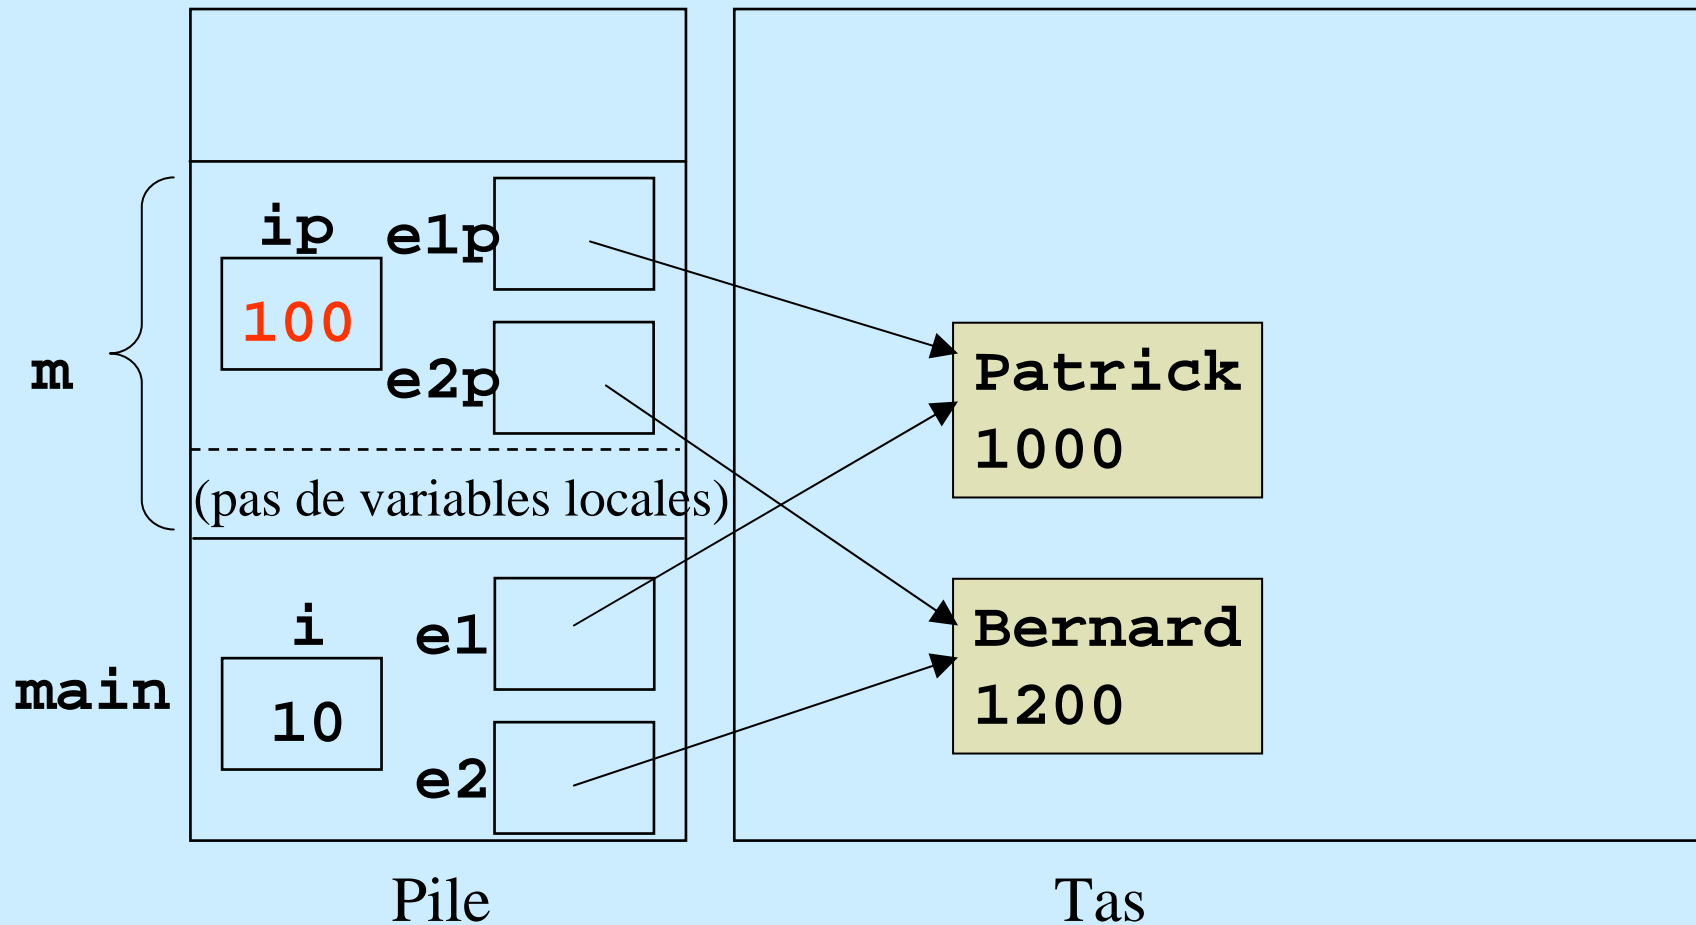 ip
e1p
100
e2p
m
(pas de variables locales)
Patrick
1000
i
e1
main
10
e2
Bernard
1200
Pile
Tas